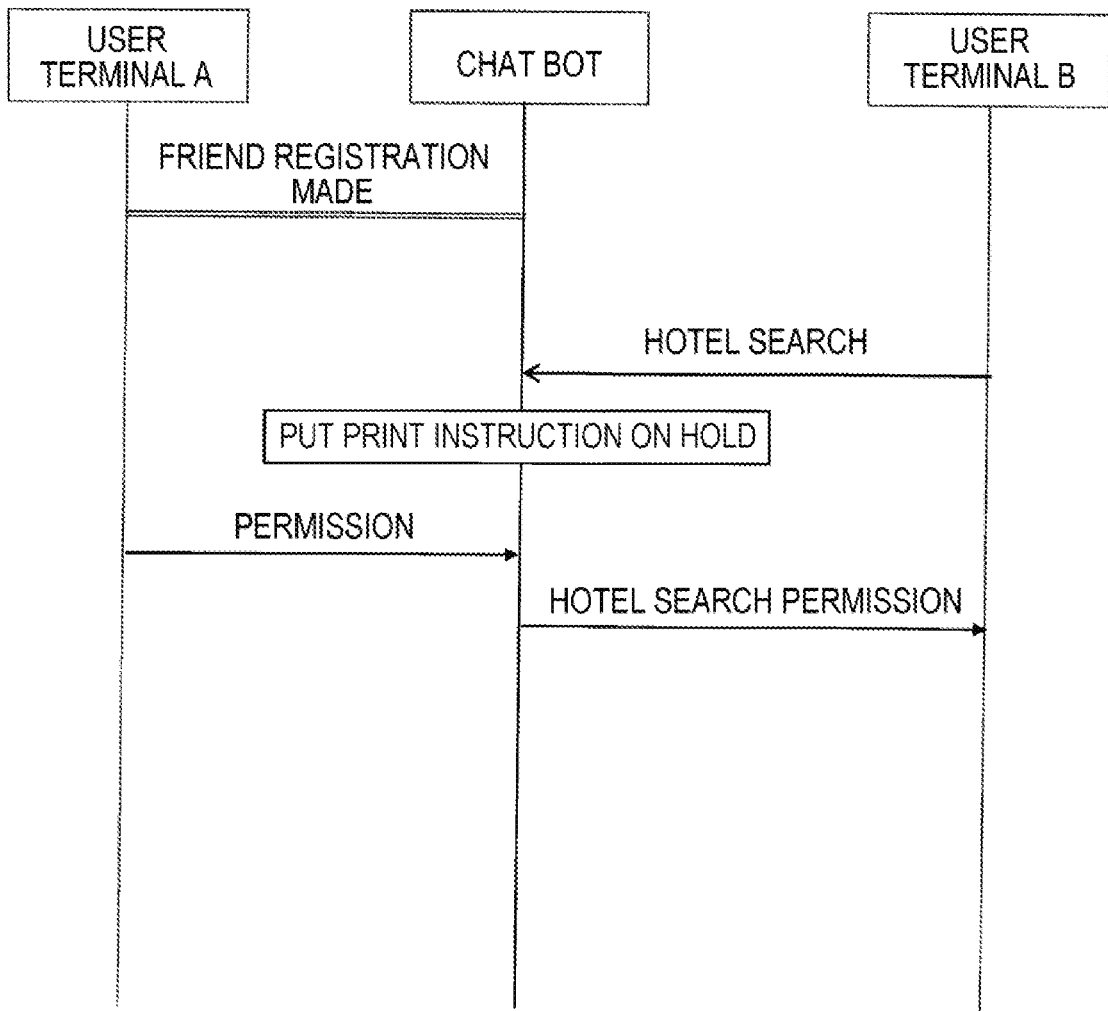 USER
TERMINAL A
CHAT BOT
USER
TERMINAL B
FRIEND REGISTRATION
MADE
HOTEL SEARCH
PUT PRINT INSTRUCTION ON HOLD
PERMISSION
HOTEL SEARCH PERMISSION